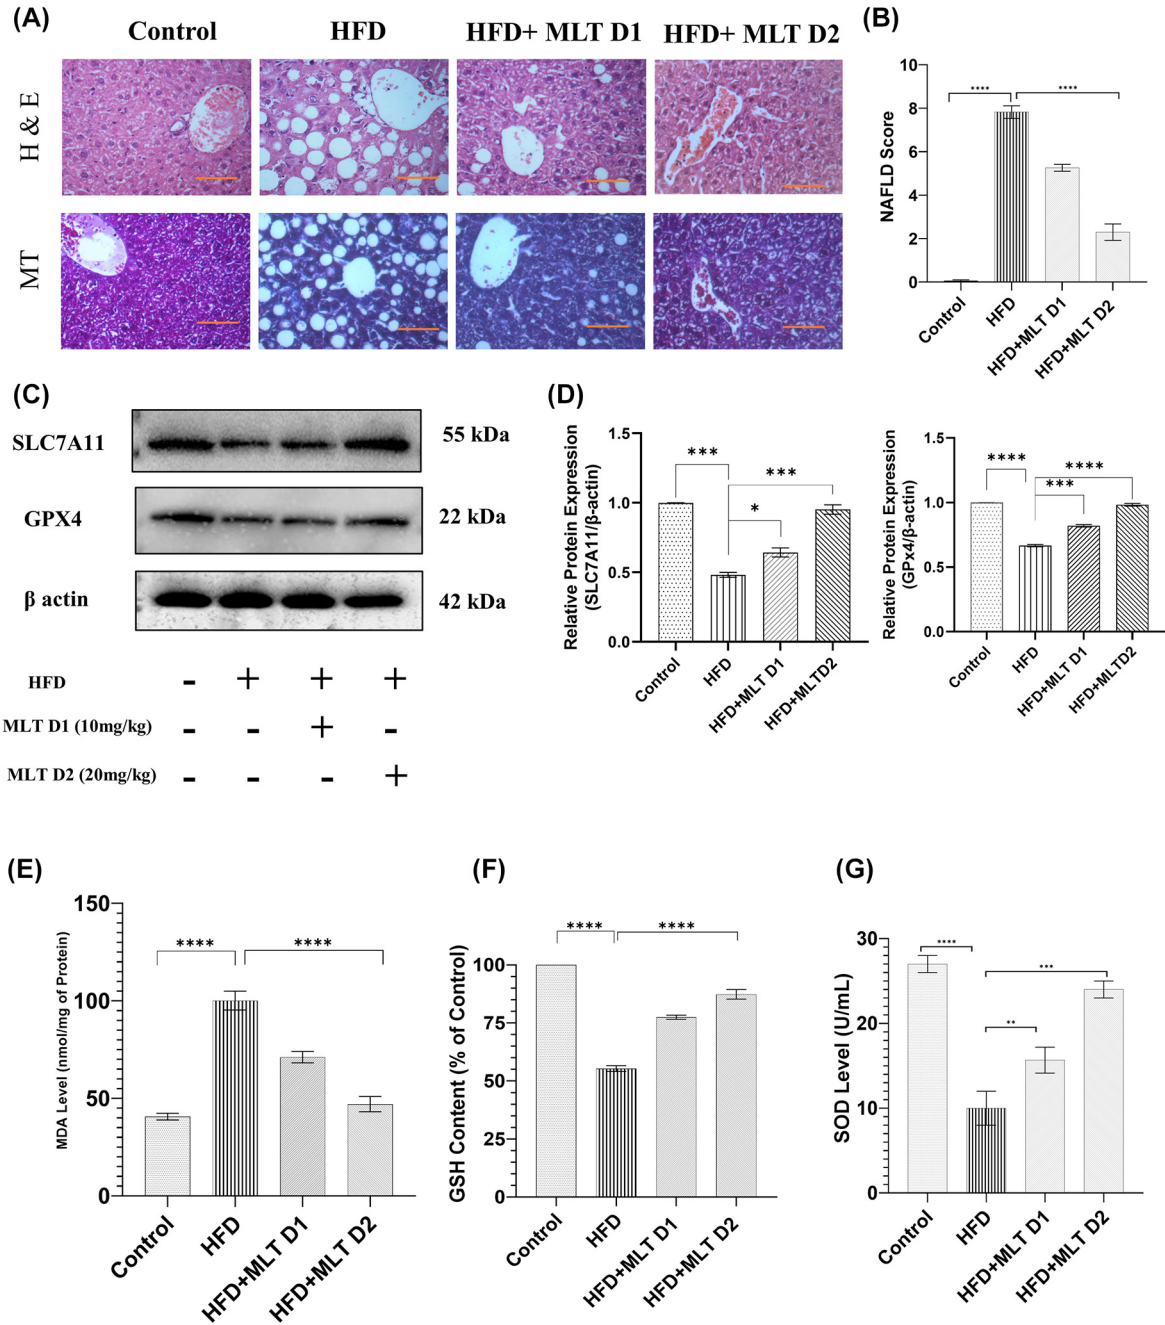 (A)
Control
HFD
HFD+ MLT D1
HFD+ MLT D2
H & E
MT
(B)
NAFLD Score
10
8
6
4
2
0
****
****
Control
HFD
HFD+MLT D1
HFD+MLT D2
(C)
SLC7A11
55 kDa
GPX4
22 kDa
β actin
42 kDa
HFD
- + + +
MLT D1 (10mg/kg)
- - + -
MLT D2 (20mg/kg)
- - - +
(D)
Relative Protein Expression
(SLC7A11/β-actin)
1.5
1.0
0.5
0.0
***
***
*
Control
HFD
HFD+MLT D1
HFD+MLTD2
Relative Protein Expression
(GPx4/β-actin)
1.5
1.0
0.5
0.0
****
****
***
Control
HFD
HFD+MLT D1
HFD+MLTD2
(E)
MDA Level (nmol/mg of Protein)
150
100
50
0
****
****
Control
HFD
HFD+MLT D1
HFD+MLT D2
(F)
GSH Content (% of Control)
100
75
50
25
0
****
****
Control
HFD
HFD+MLT D1
HFD+MLT D2
(G)
SOD Level (U/mL)
30
20
10
0
****
***
**
Control
HFD
HFD+MLT D1
HFD+MLT D2